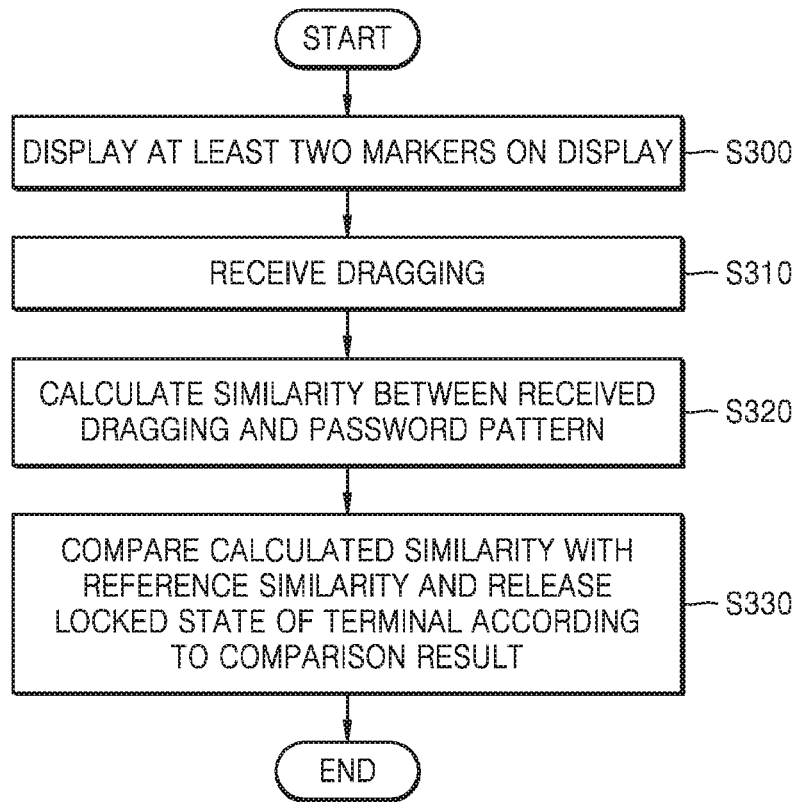 START
DISPLAY AT LEAST TWO MARKERS ON DISPLAY
S300
RECEIVE DRAGGING
S310
CALCULATE SIMILARITY BETWEEN RECEIVED
DRAGGING AND PASSWORD PATTERN
S320
COMPARE CALCULATED SIMILARITY WITH
REFERENCE SIMILARITY AND RELEASE
LOCKED STATE OF TERMINAL ACCORDING
TO COMPARISON RESULT
S330
END